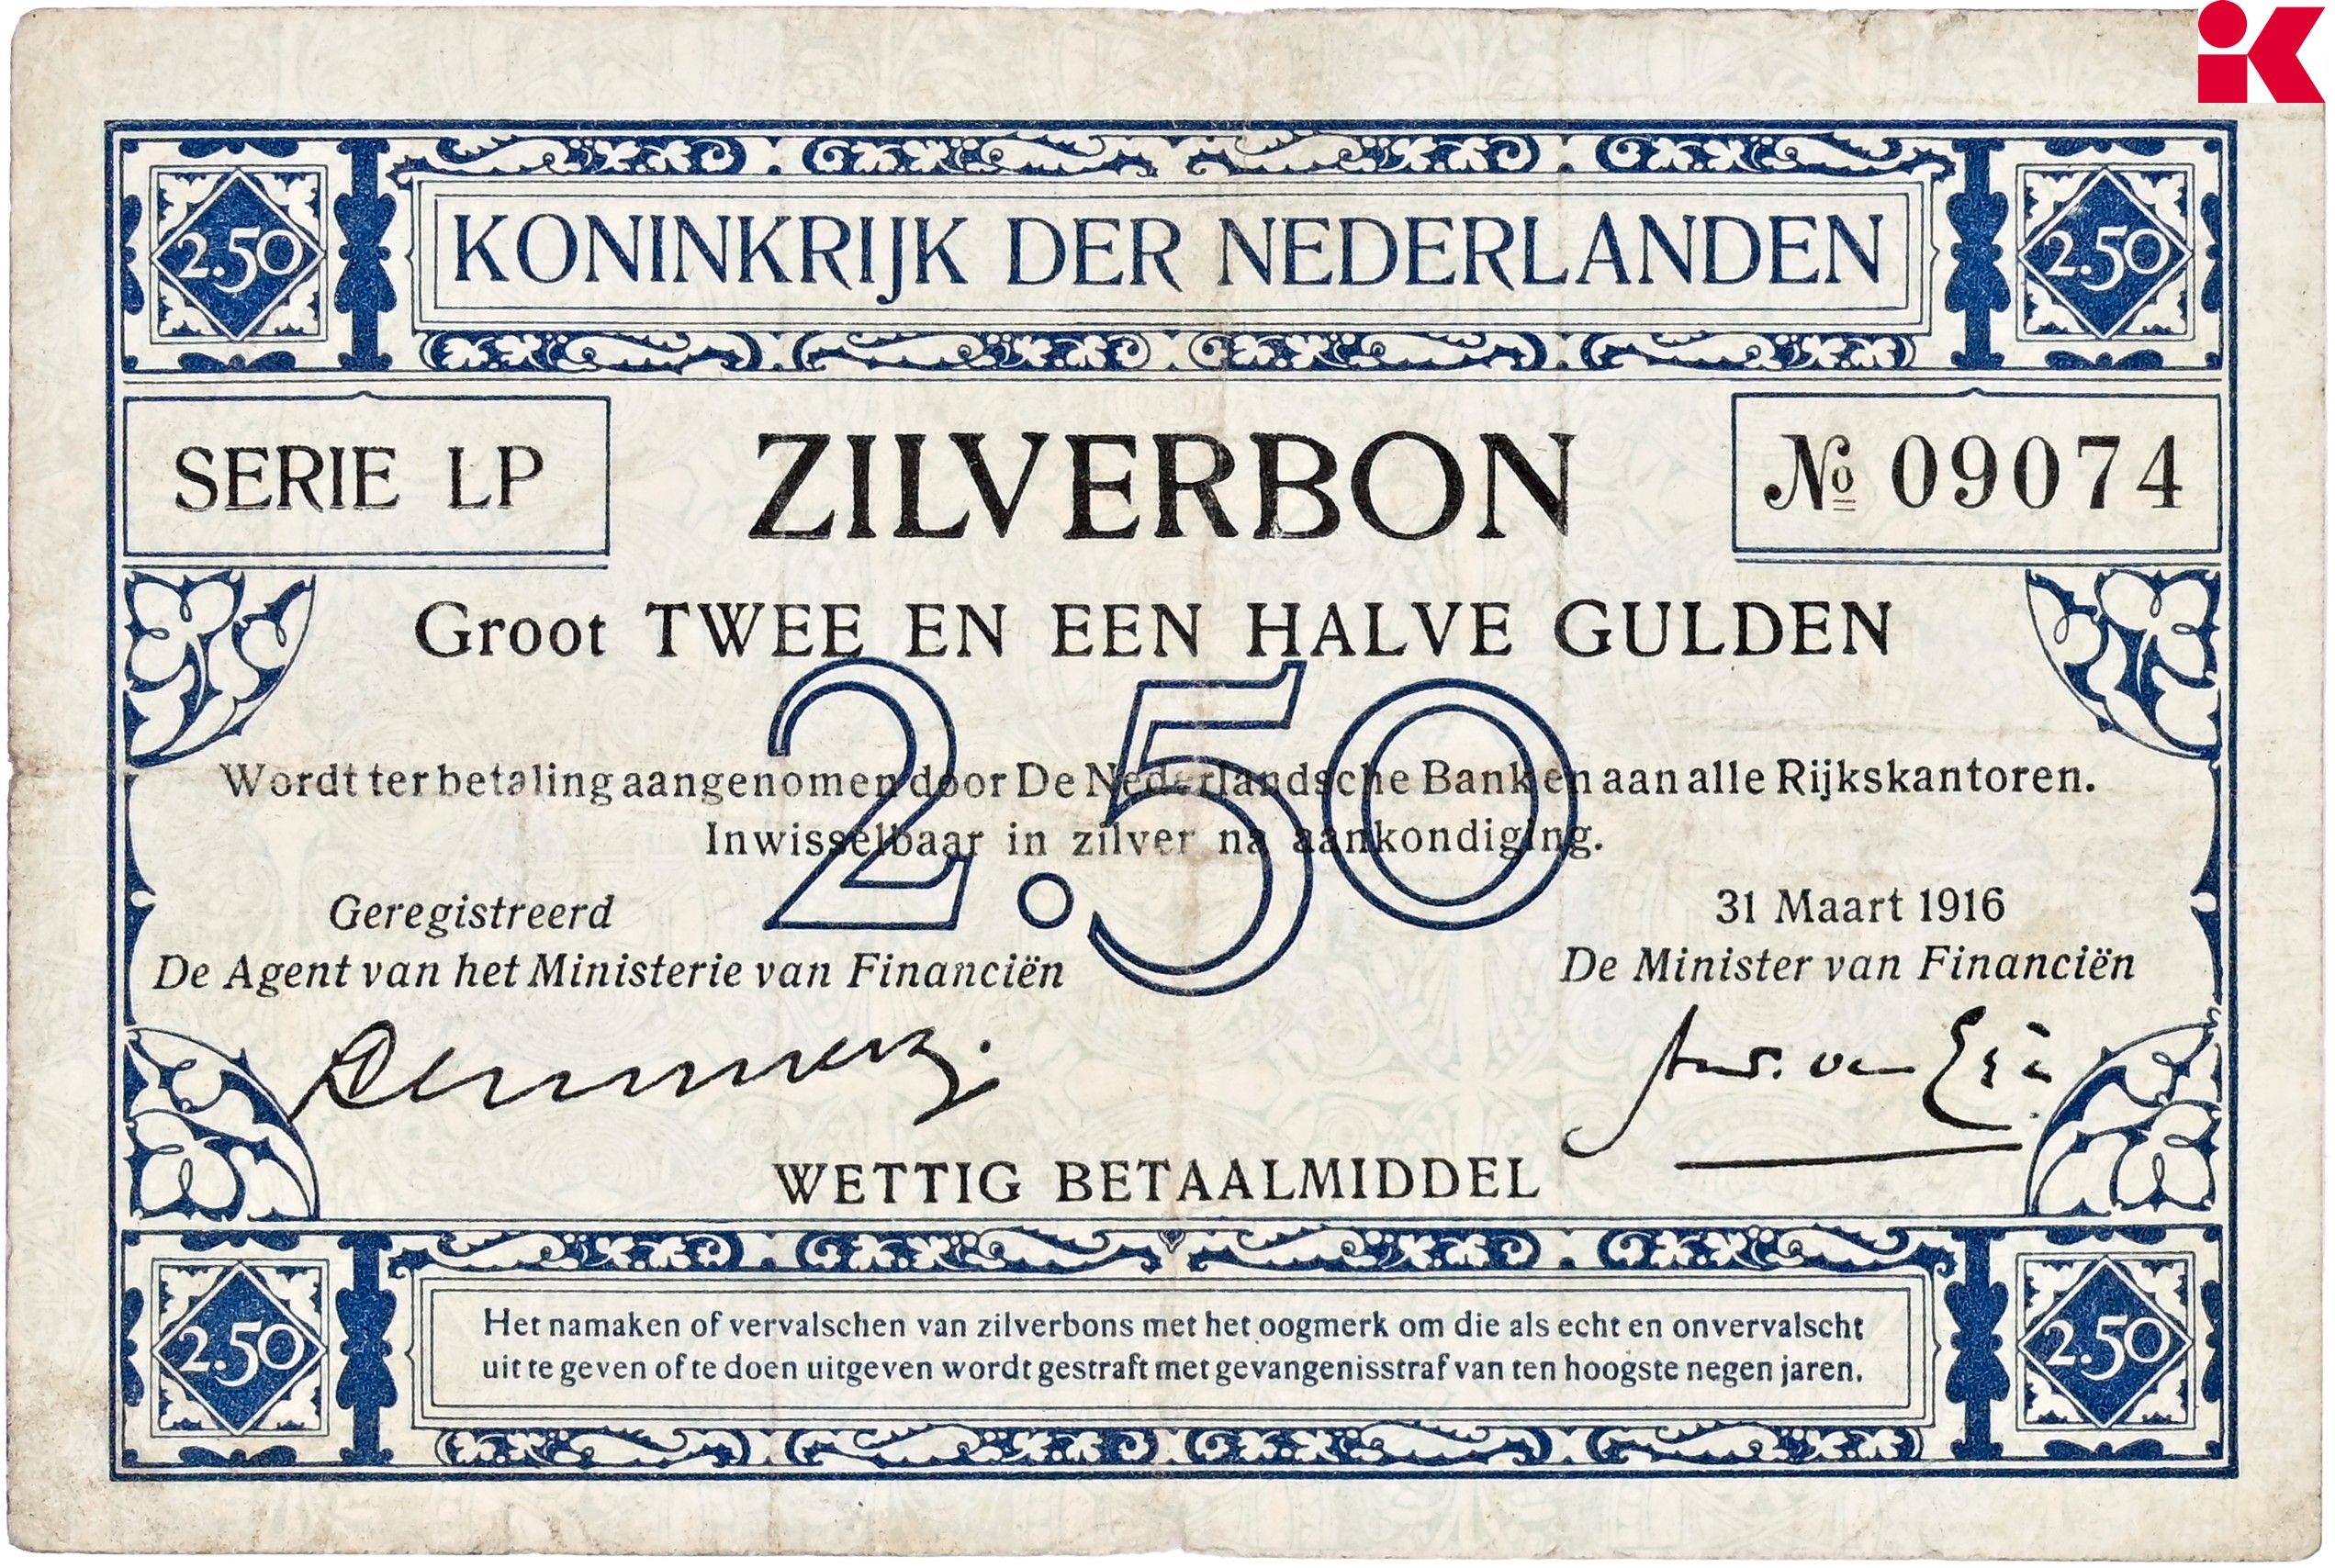 iK
2.50 KONINKRIJK DER NEDERLANDEN 2.50
SERIE LP ZILVERBON № 09074
Groot TWEE EN EEN HALVE GULDEN
2.50
Wordt ter betaling aangenomen door De Nederlandsche Bank en aan alle Rijkskantoren.
Inwisselbaar in zilver na aankondiging.
Geregistreerd
De Agent van het Ministerie van Financiën
31 Maart 1916
De Minister van Financiën
WETTIG BETAALMIDDEL
2.50 Het namaken of vervalschen van zilverbons met het oogmerk om die als echt en onvervalscht 2.50
uit te geven of te doen uitgeven wordt gestraft met gevangenisstraf van ten hoogste negen jaren.